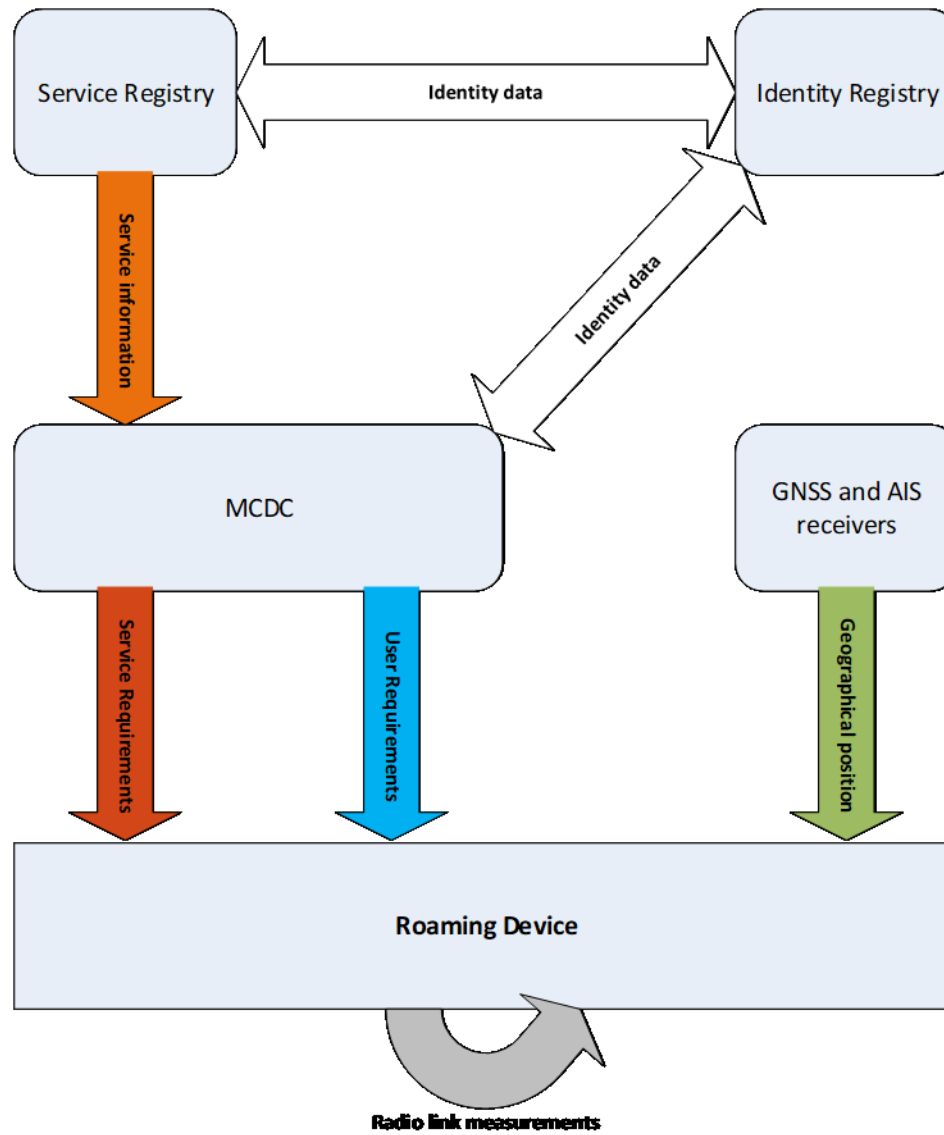 Service Registry
Identity data
Identity Registry
Service information
Identity data
MCDC
GNSS and AIS
receivers
Service Requirements
User Requirements
Geographical position
Roaming Device
Radio link measurements